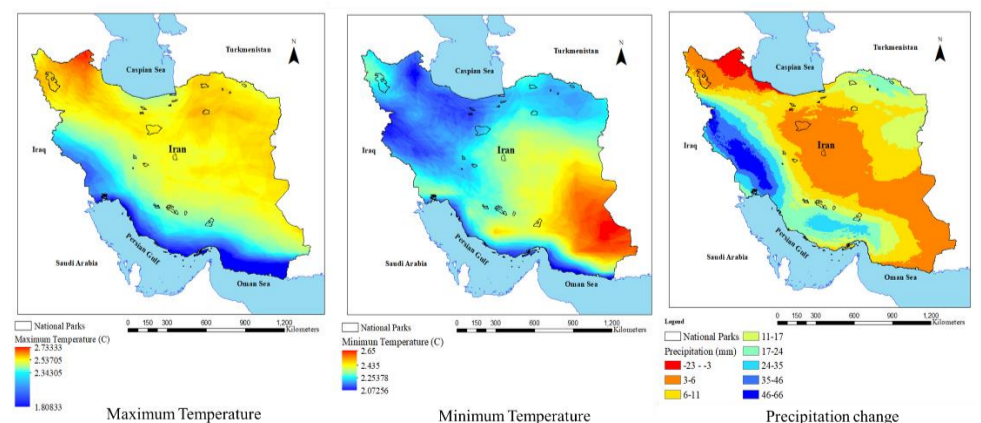 Turkmenistan
N
Caspian Sea
Iran
Iraq
Persian Gulf
Saudi Arabia
Oman Sea
0 150 300 600 900 1,200
Kilometers
National Parks
Maximum Temperature (C)
2.73333
2.53705
2.34305
1.80833
Maximum Temperature
Turkmenistan
N
Caspian Sea
Iran
Iraq
Persian Gulf
Saudi Arabia
Oman Sea
0 150 300 600 900 1,200
Kilometers
National Parks
Minimun Temperature (C)
2.65
2.435
2.25378
2.07256
Minimum Temperature
Turkmenistan
N
Caspian Sea
Iran
Iraq
Persian Gulf
Saudi Arabia
Oman Sea
0 150 300 600 900 1,200
Kilometers
Legend
National Parks
Precipitation (mm)
-23 - -3
3-6
6-11
11-17
17-24
24-35
35-46
46-66
Precipitation change